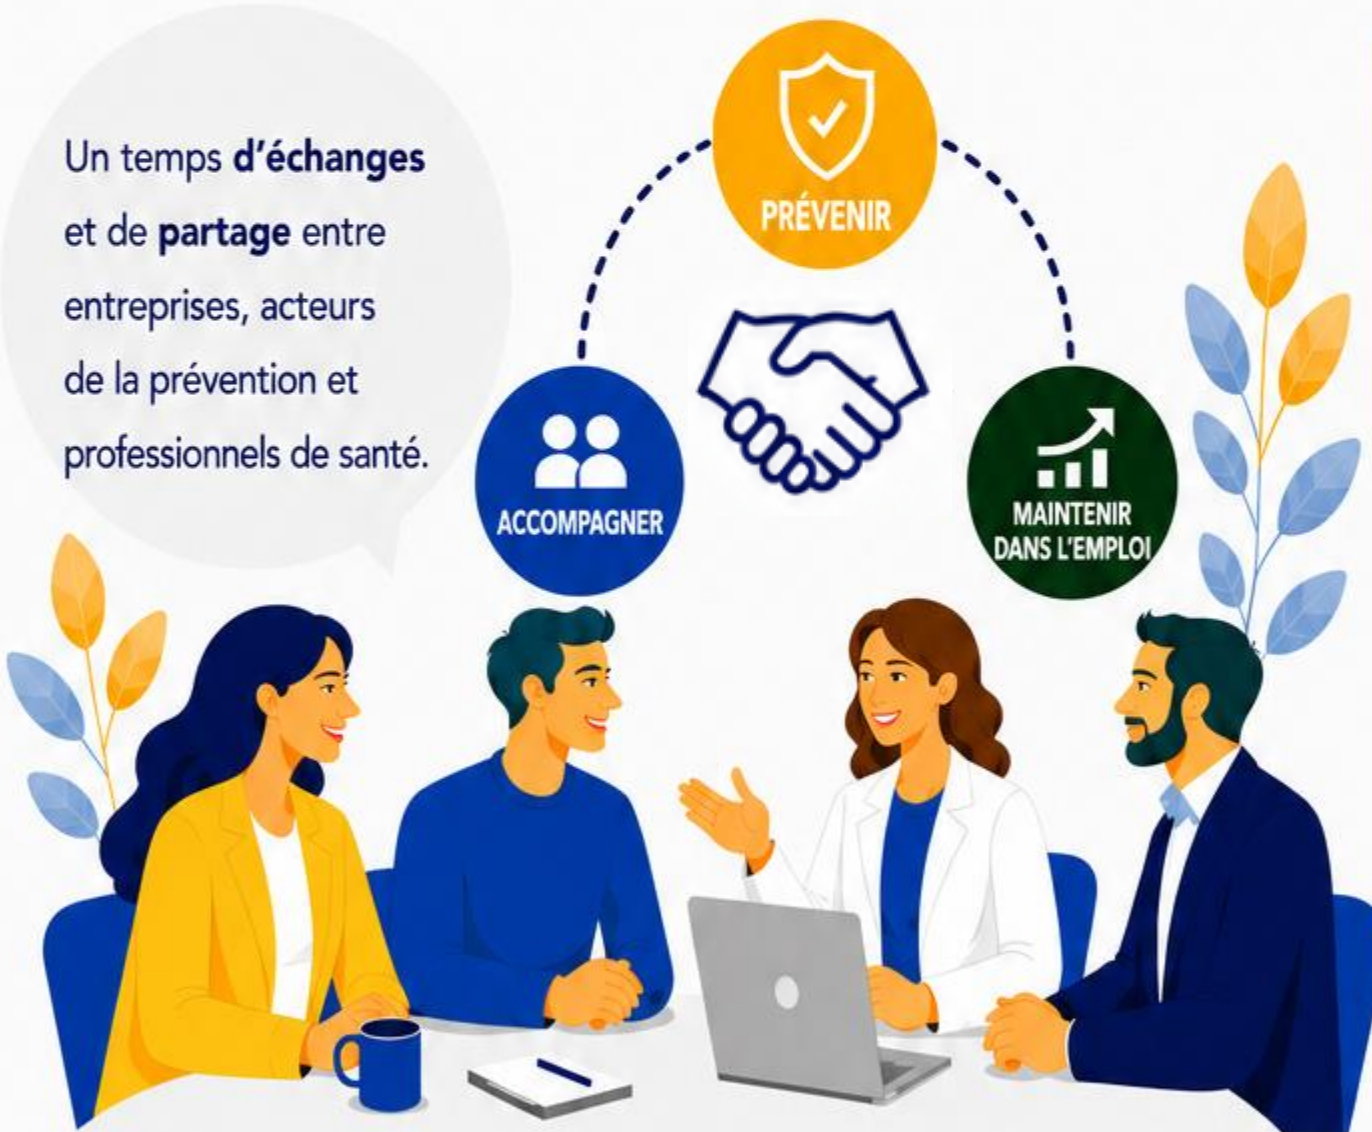 Un temps d'échanges
et de partage entre
entreprises, acteurs
de la prévention et
professionnels de santé.
PRÉVENIR
ACCOMPAGNER
MAINTENIR
DANS L'EMPLOI